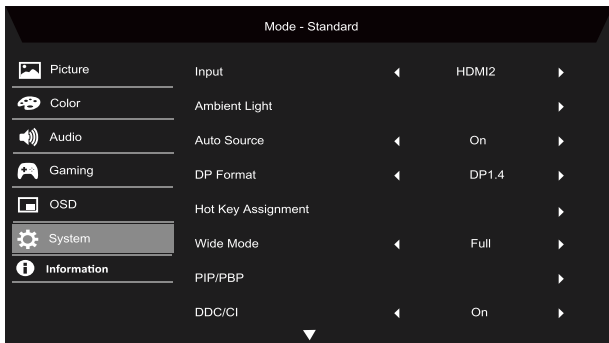 Mode - Standard
Picture
Color
Audio
Gaming
OSD
System
Information
Input HDMI2
Ambient Light
Auto Source On
DP Format DP1.4
Hot Key Assignment
Wide Mode Full
PIP/PBP
DDC/CI On